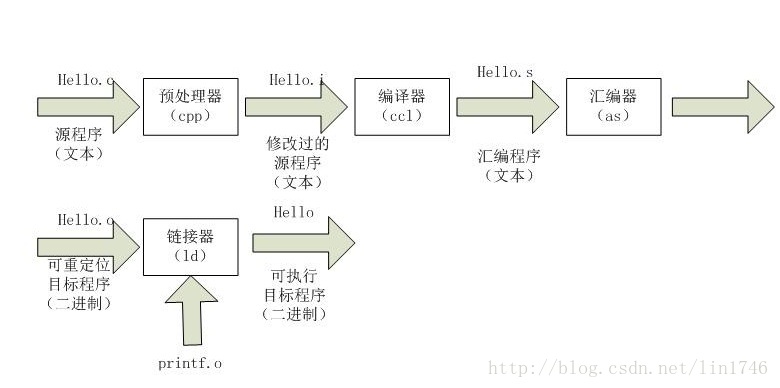 Hello.c
预处理器
(cpp)
源程序
(文本)
Hello.i
修改过的
源程序
(文本)
编译器
(ccl)
Hello.s
汇编程序
(文本)
汇编器
(as)
Hello.o
可重定位
目标程序
(二进制)
链接器
(ld)
printf.o
Hello
可执行
目标程序
(二进制)
http://blog.csdn.net/lin1746